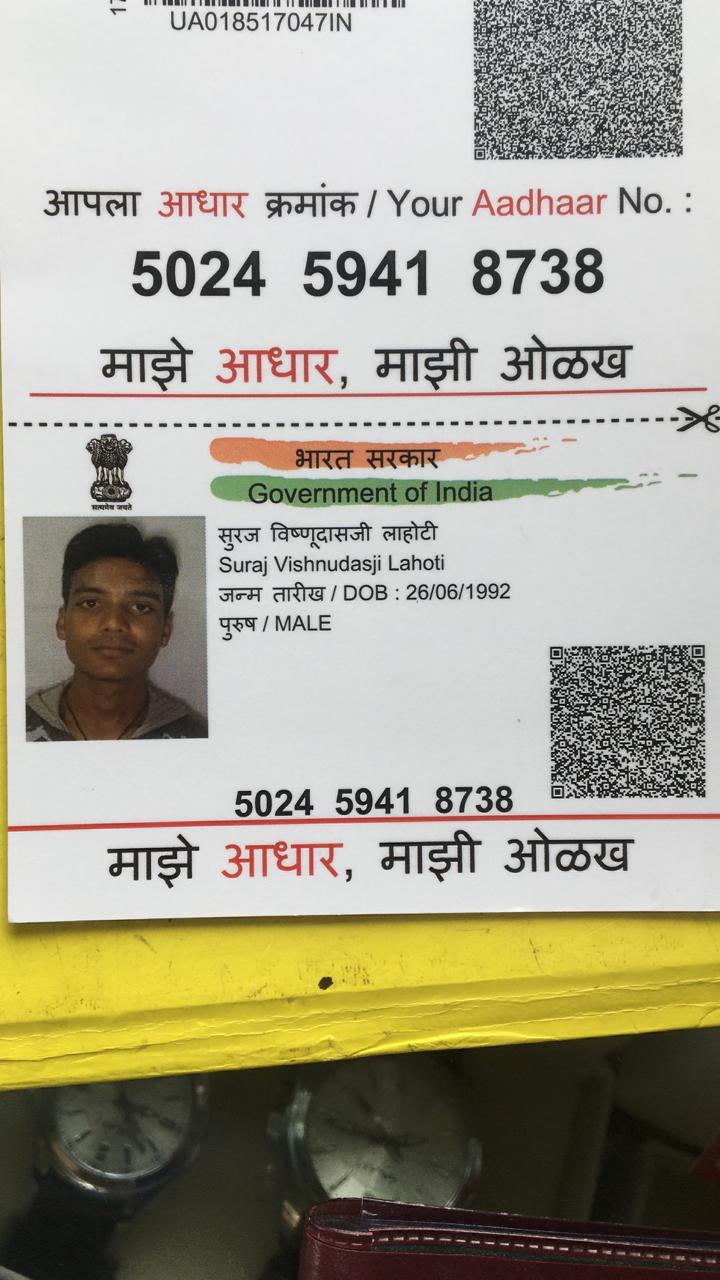 UA018517047IN
आपला आधार क्रमांक / Your Aadhaar No. :
5024 5941 8738
माझे आधार, माझी ओळख
सत्यमेव जयते
भारत सरकार
Government of India
सुरज विष्णूदासजी लाहोटी
Suraj Vishnudasji Lahoti
जन्म तारीख / DOB : 26/06/1992
पुरुष / MALE
5024 5941 8738
माझे आधार, माझी ओळख